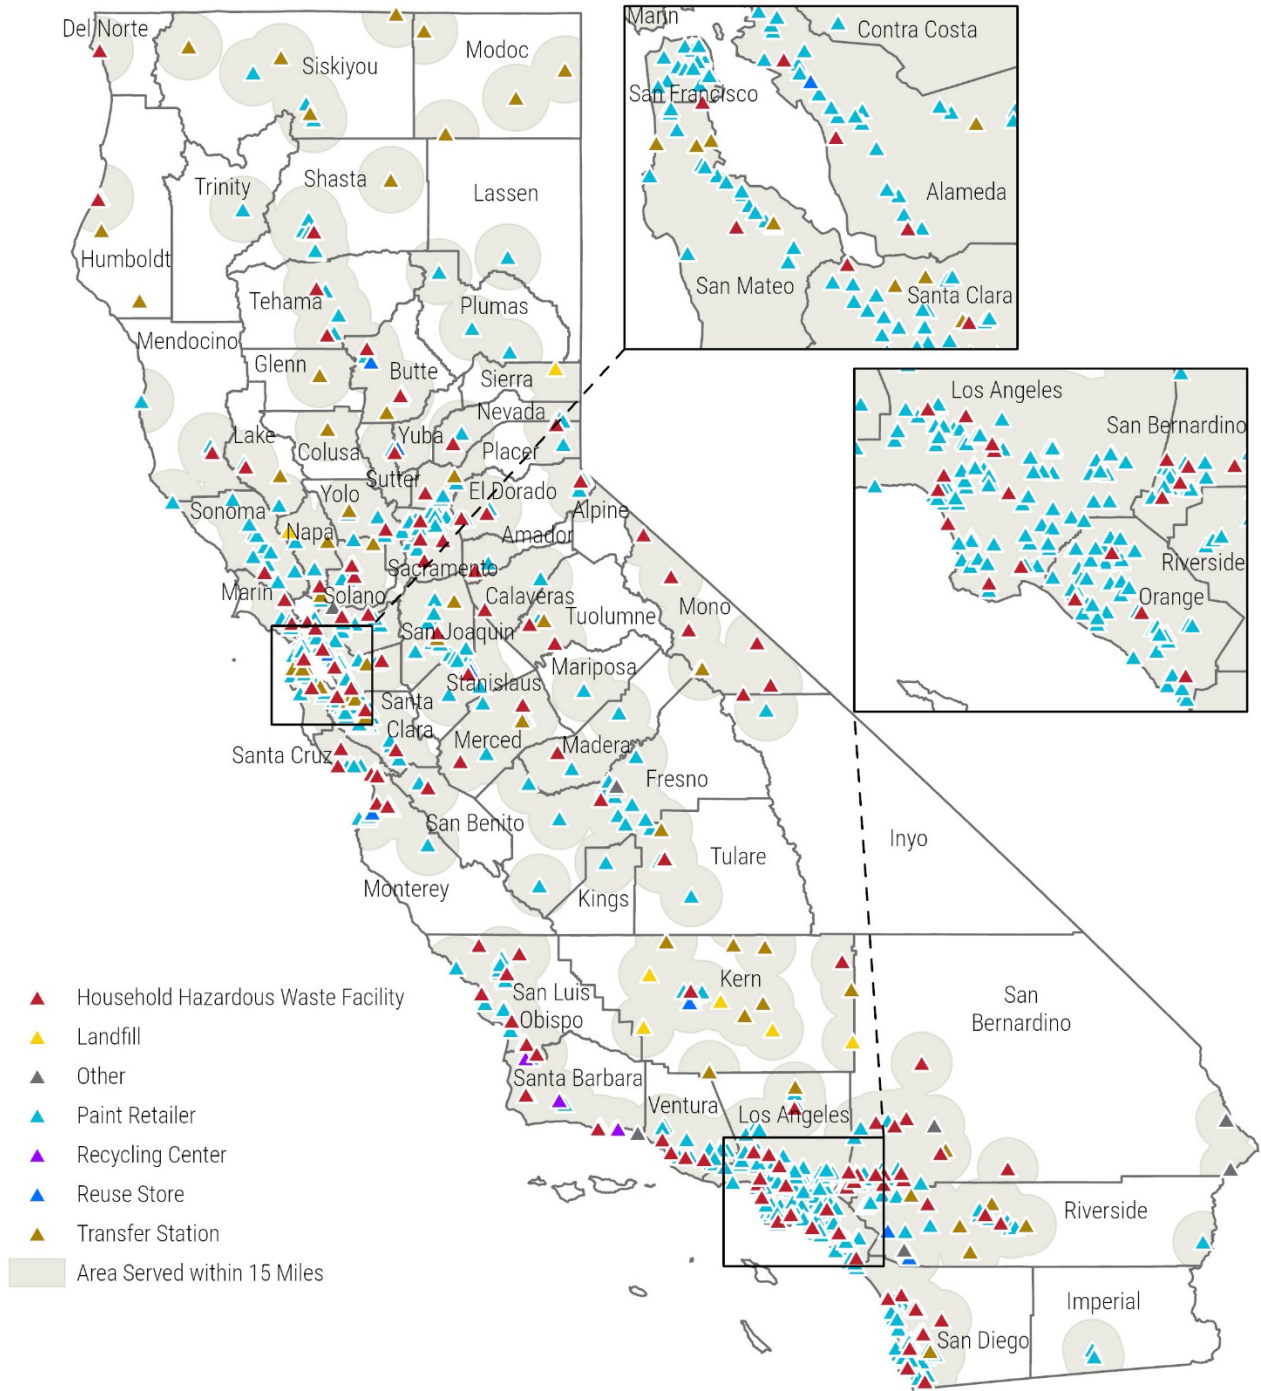 Del Norte
Siskiyou
Modoc
Trinity
Shasta
Lassen
Humboldt
Tehama
Plumas
Mendocino
Glenn
Butte
Sierra
Nevada
Lake
Colusa
Yuba
Placer
Sutter
El Dorado
Yolo
Sonoma
Napa
Alpine
Amador
Sacramento
Marin
Solano
Calaveras
Mono
Tuolumne
San Joaquin
Mariposa
Stanislaus
Santa
Clara
Merced
Madera
Santa Cruz
Fresno
San Benito
Inyo
Tulare
Monterey
Kings
Kern
San Luis
Obispo
San
Bernardino
Santa Barbara
Ventura
Los Angeles
Riverside
Imperial
San Diego
Marin
Contra Costa
San Francisco
Alameda
San Mateo
Santa Clara
Los Angeles
San Bernardino
Riverside
Orange
Household Hazardous Waste Facility
Landfill
Other
Paint Retailer
Recycling Center
Reuse Store
Transfer Station
Area Served within 15 Miles